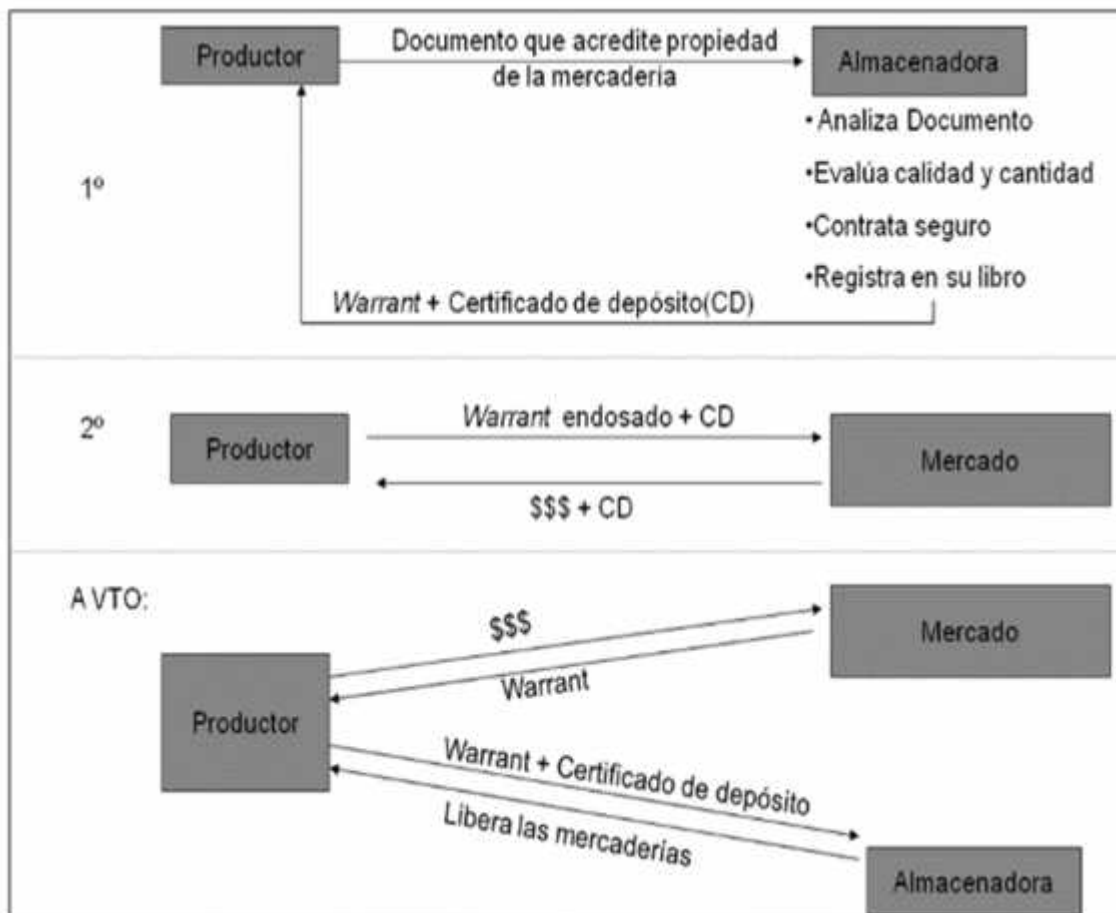 Productor
Documento que acredite propiedad
de la mercadería
Almacenadora
•Analiza Documento
1º
•Evalúa calidad y cantidad
•Contrata seguro
•Registra en su libro
Warrant + Certificado de depósito(CD)
2º
Productor
Warrant endosado + CD
Mercado
$$$ + CD
A VTO:
$$$
Mercado
Warrant
Productor
Warrant + Certificado de depósito
Libera las mercaderías
Almacenadora